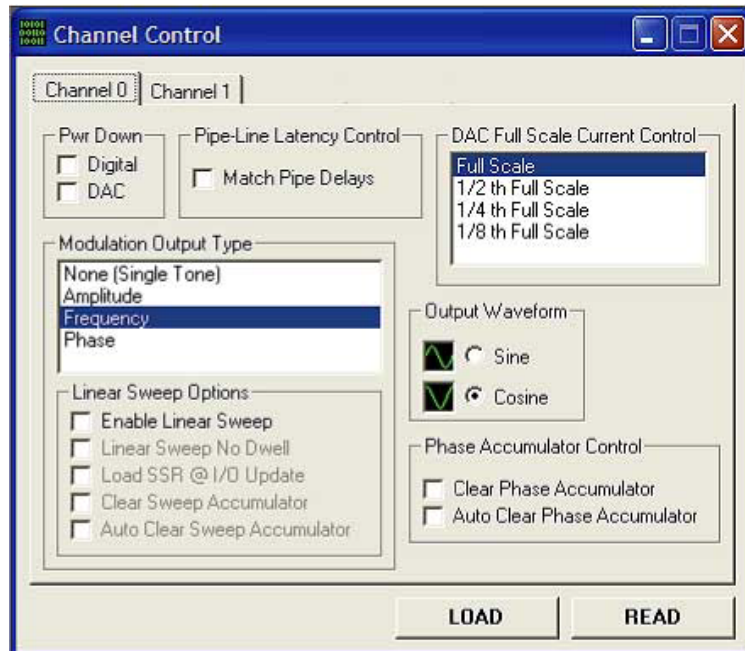 Channel Control
Channel 0
Channel 1
Pwr Down
Digital
DAC
Pipe-Line Latency Control
Match Pipe Delays
DAC Full Scale Current Control
Full Scale
1/2 th Full Scale
1/4 th Full Scale
1/8 th Full Scale
Modulation Output Type
None (Single Tone)
Amplitude
Frequency
Phase
Output Waveform
Sine
Cosine
Linear Sweep Options
Enable Linear Sweep
Linear Sweep No Dwell
Load SSR @ I/O Update
Clear Sweep Accumulator
Auto Clear Sweep Accumulator
Phase Accumulator Control
Clear Phase Accumulator
Auto Clear Phase Accumulator
LOAD
READ